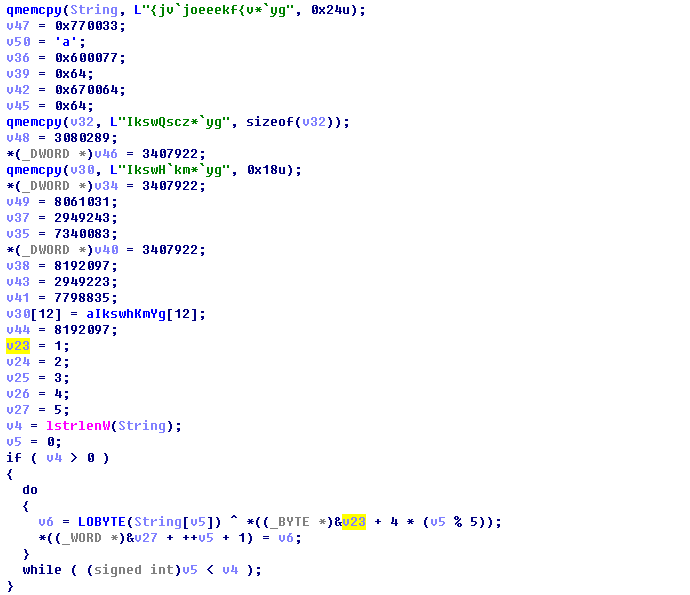 qmemcpy(String, L"{jv`joeeekf{v*`yg", 0x24u);
v47 = 0x770033;
v50 = 'a';
v36 = 0x600077;
v39 = 0x64;
v42 = 0x670064;
v45 = 0x64;
qmemcpy(v32, L"IkswQscz*`yg", sizeof(v32));
v48 = 3080289;
*(_DWORD *)v46 = 3407922;
qmemcpy(v30, L"IkswH`km*`yg", 0x18u);
*(_DWORD *)v34 = 3407922;
v49 = 8061031;
v37 = 2949243;
v35 = 7340083;
*(_DWORD *)v40 = 3407922;
v38 = 8192097;
v43 = 2949223;
v41 = 7798835;
v30[12] = aIkswhKmYg[12];
v44 = 8192097;
v23 = 1;
v24 = 2;
v25 = 3;
v26 = 4;
v27 = 5;
v4 = lstrlenW(String);
v5 = 0;
if ( v4 > 0 )
{
  do
  {
    v6 = LOBYTE(String[v5]) ^ *((_BYTE *)&v23 + 4 * (v5 % 5));
    *((_WORD *)&v27 + ++v5 + 1) = v6;
  }
  while ( (signed int)v5 < v4 );
}